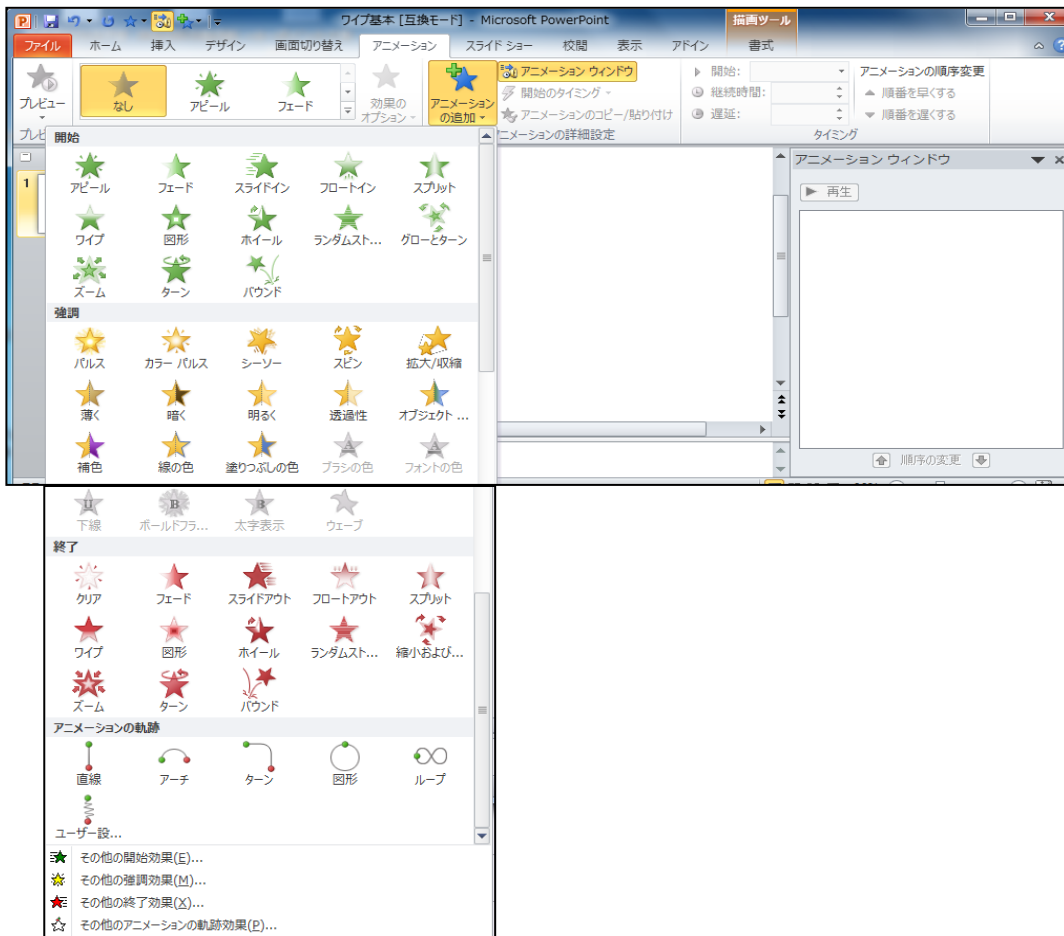 ワイプ基本 [互換モード] - Microsoft PowerPoint
描画ツール
ファイル ホーム 挿入 デザイン 画面切り替え アニメーション スライド ショー 校閲 表示 アドイン 書式
プレビュー
なし アピール フェード
効果の
オプション
アニメーション
の追加
アニメーション ウィンドウ
開始のタイミング
アニメーションのコピー/貼り付け
開始:
継続時間:
遅延:
アニメーションの順序変更
順番を早くする
順番を遅くする
プレビ
アニメーションの詳細設定
タイミング
開始
アピール フェード スライドイン フロートイン スプリット
ワイプ 図形 ホイール ランダムスト... グローとターン
ズーム ターン バウンド
強調
パルス カラー パルス シーソー スピン 拡大/収縮
薄く 暗く 明るく 透過性 オブジェクト ...
補色 線の色 塗りつぶしの色 ブラシの色 フォントの色
1
アニメーション ウィンドウ
再生
順序の変更
下線 ボールドフラ... 太字表示 ウェーブ
終了
クリア フェード スライドアウト フロートアウト スプリット
ワイプ 図形 ホイール ランダムスト... 縮小および...
ズーム ターン バウンド
アニメーションの軌跡
直線 アーチ ターン 図形 ループ
ユーザー設...
その他の開始効果(E)...
その他の強調効果(M)...
その他の終了効果(X)...
その他のアニメーションの軌跡効果(P)...